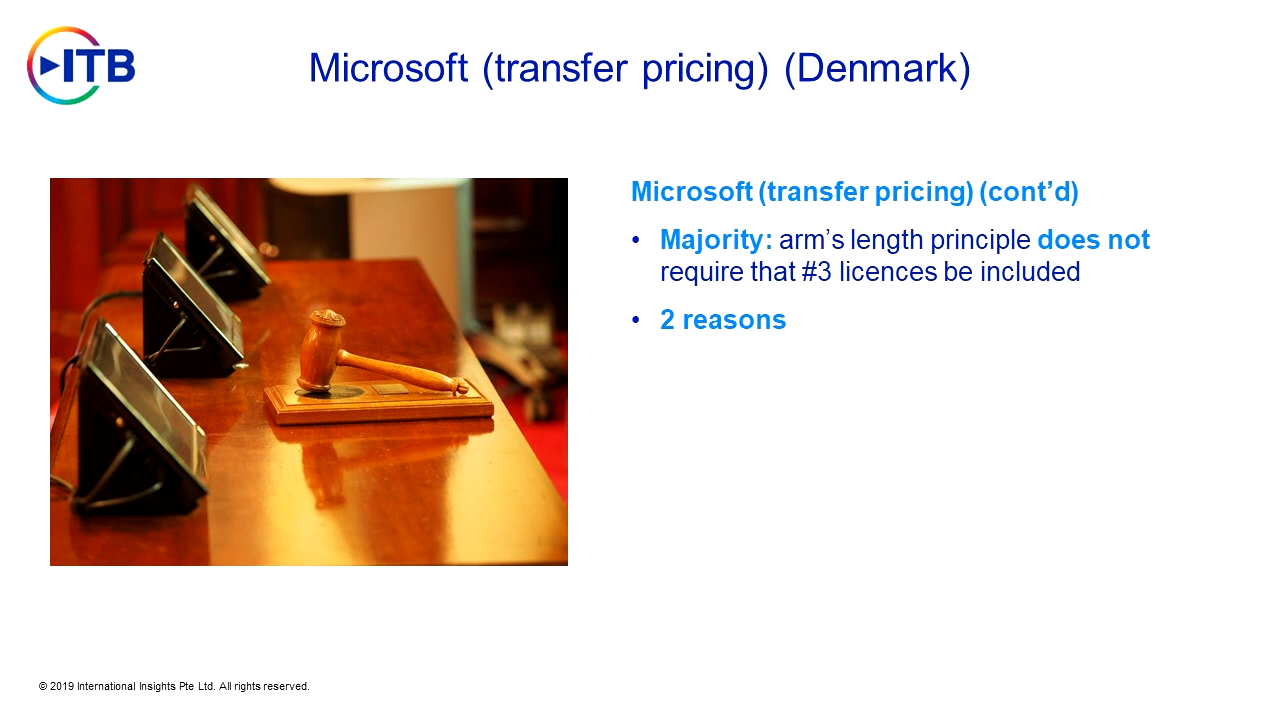 ITB
Microsoft (transfer pricing) (Denmark)
Microsoft (transfer pricing) (cont’d)
• Majority: arm’s length principle does not
require that #3 licences be included
• 2 reasons
© 2019 International Insights Pte Ltd. All rights reserved.